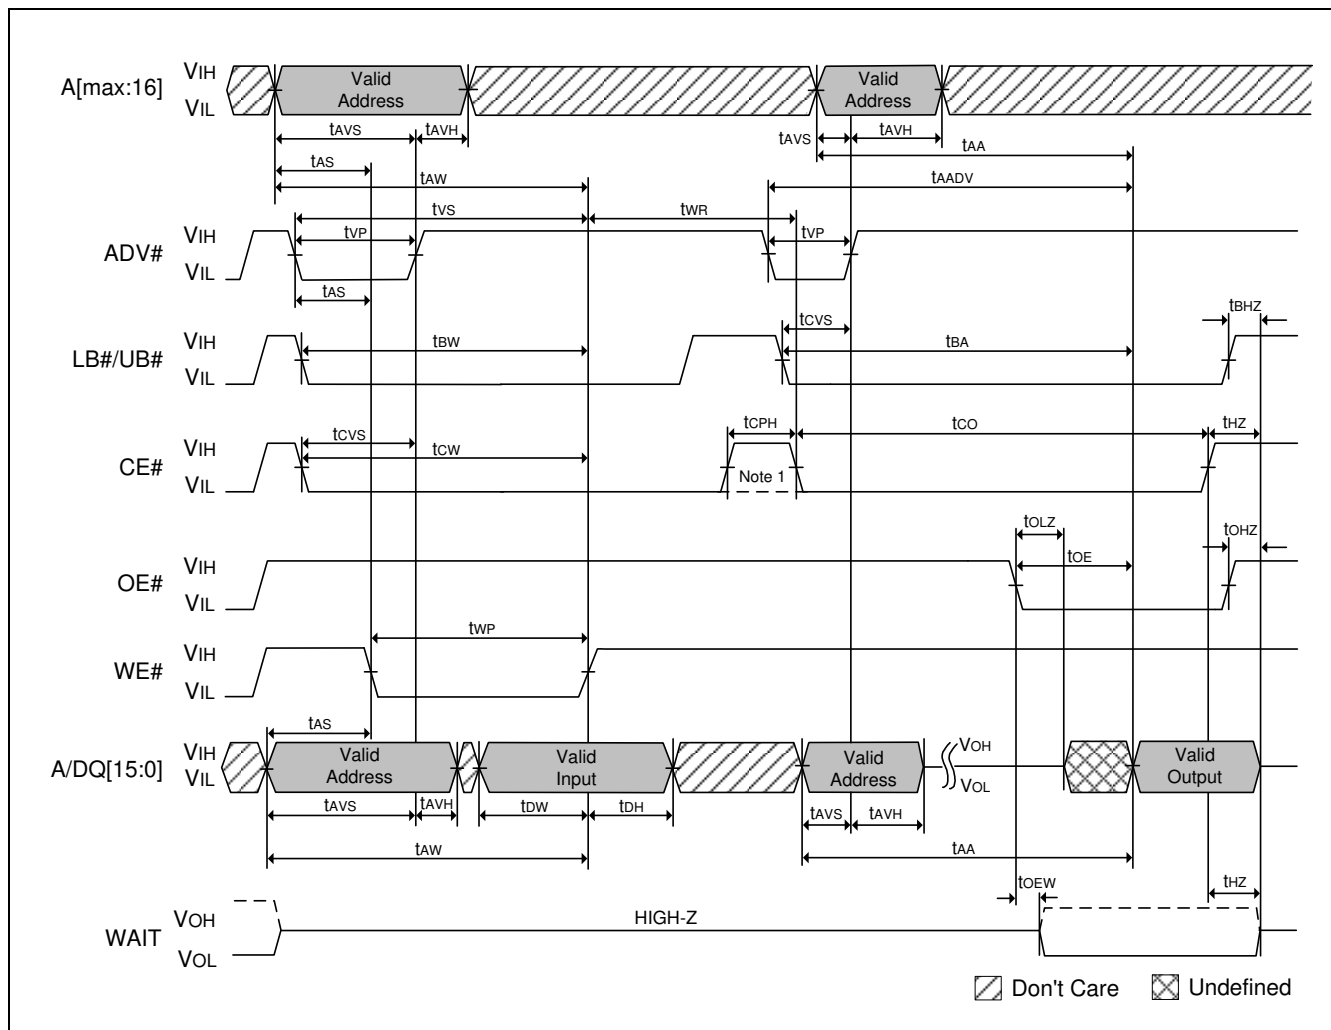 A[max:16]
VIH
VIL
Valid
Address
Valid
Address
tAVS
tAVH
tAVS
tAVH
tAS
tAA
tAW
tAADV
tVS
tWR
ADV#
VIH
VIL
tVP
tVP
tAS
tCVS
tBHZ
LB#/UB#
VIH
VIL
tBW
tBA
tCPH
tCO
tHZ
CE#
VIH
VIL
tCVS
tCW
Note 1
tOLZ
tOHZ
OE#
VIH
VIL
tOE
tWP
WE#
VIH
VIL
tAS
A/DQ[15:0]
VIH
VIL
Valid
Address
Valid
Input
Valid
Address
VOH
VOL
Valid
Output
tAVS
tAVH
tDW
tDH
tAVS
tAVH
tAW
tAA
tOEW
tHZ
WAIT
VOH
VOL
HIGH-Z
Don't Care
Undefined